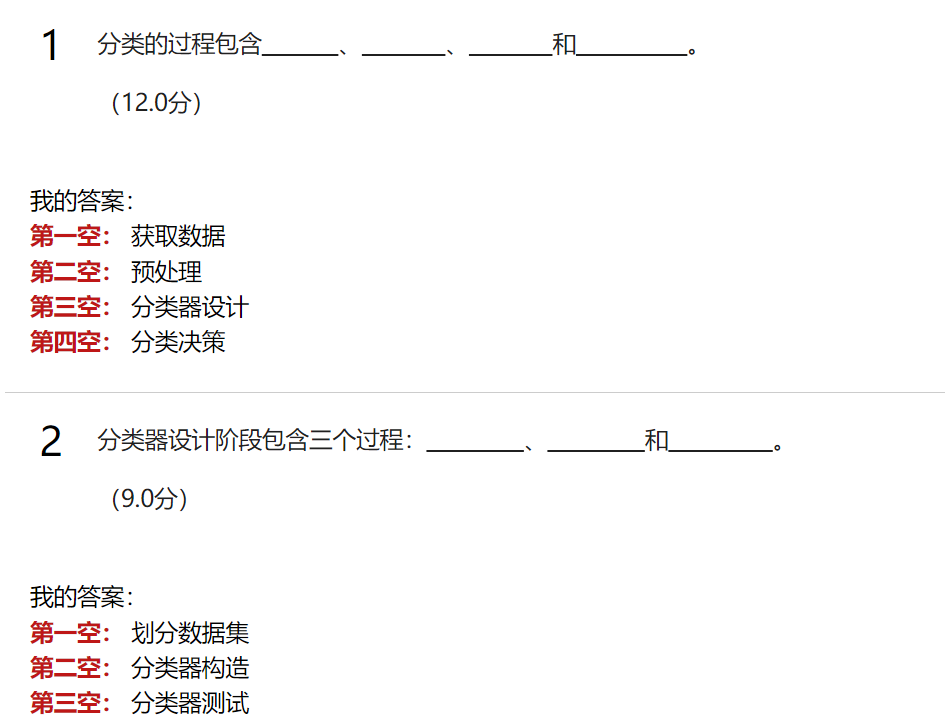 1 分类的过程包含______、______、______和________。
(12.0分)
我的答案：
第一空： 获取数据
第二空： 预处理
第三空： 分类器设计
第四空： 分类决策
2 分类器设计阶段包含三个过程：_______、_______和________。
(9.0分)
我的答案：
第一空： 划分数据集
第二空： 分类器构造
第三空： 分类器测试